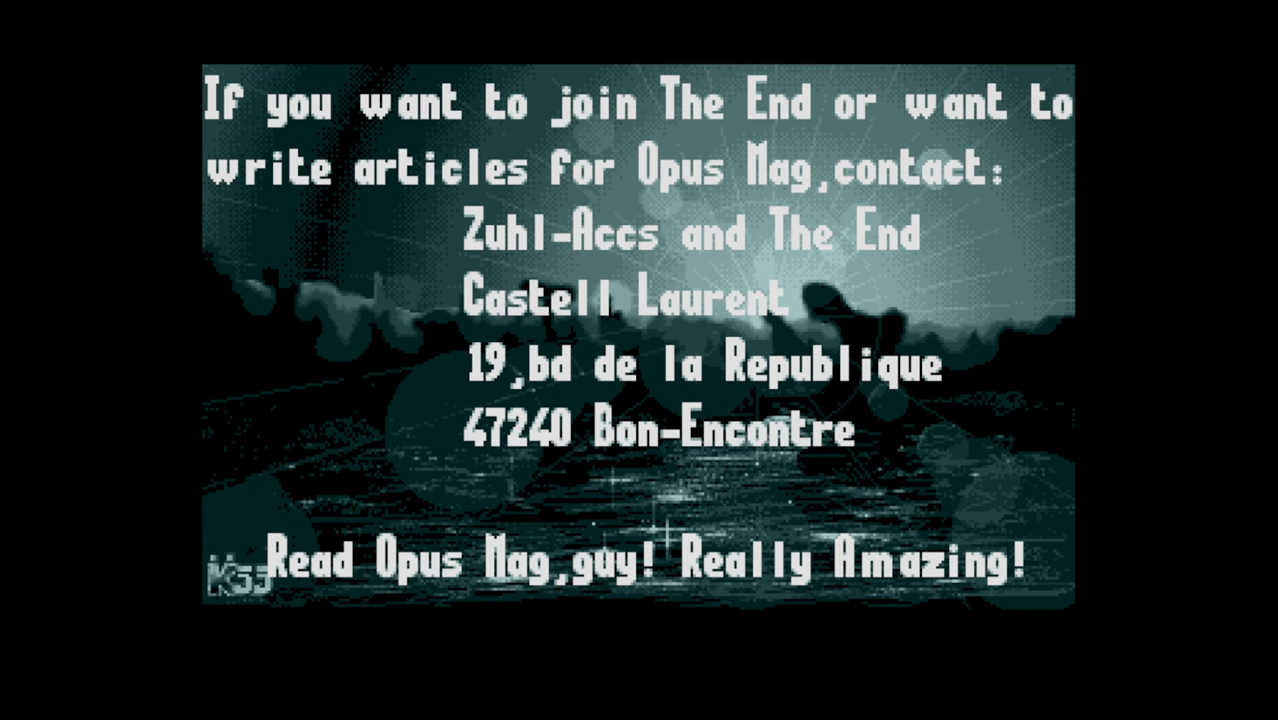 If you want to join The End or want to
write articles for Opus Mag,contact:
Zuhl-Accs and The End
Castell Laurent
19,bd de la Republique
47240 Bon-Encontre
Read Opus Mag,guy! Really Amazing!